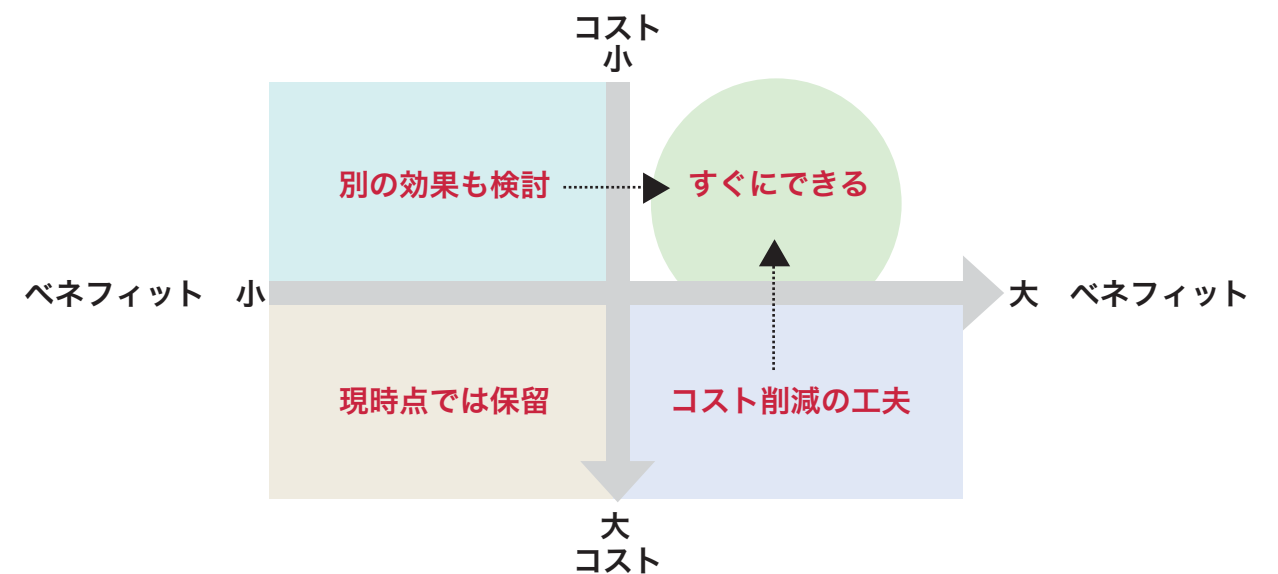 コスト
小
別の効果も検討
すぐにできる
ベネフィット 小
大 ベネフィット
現時点では保留
コスト削減の工夫
大
コスト